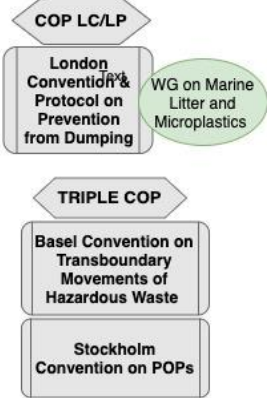 COP LC/LP
London
Text
Convention &
Protocol on
Prevention
from Dumping
WG on Marine
Litter and
Microplastics
TRIPLE COP
Basel Convention on
Transboundary
Movements of
Hazardous Waste
Stockholm
Convention on POPs